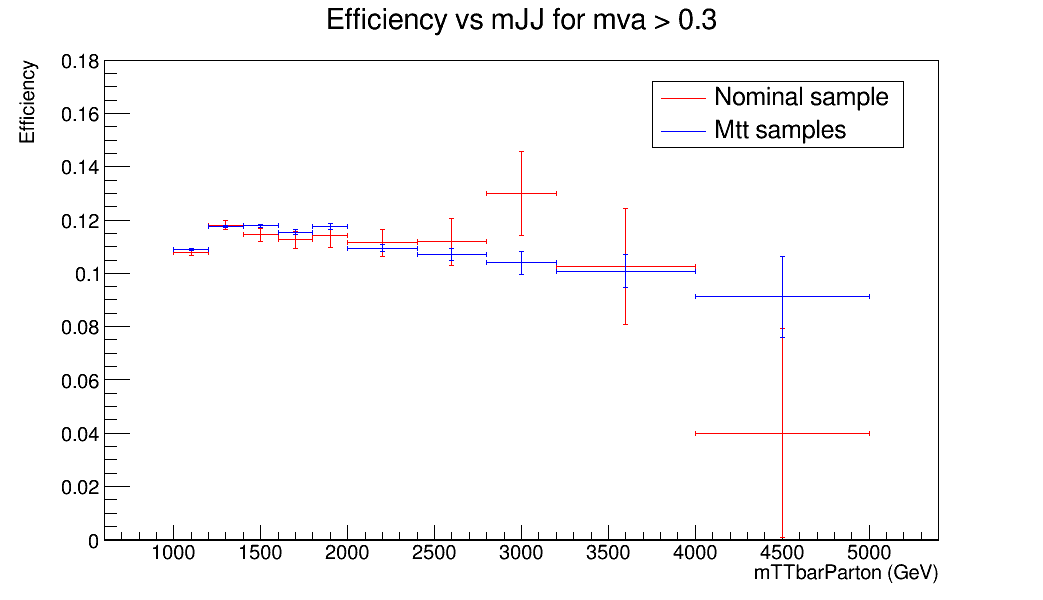 Efficiency vs mJJ for mva > 0.3
Efficiency
Nominal sample
Mtt samples
0.18
0.16
0.14
0.12
0.1
0.08
0.06
0.04
0.02
0
1000 1500 2000 2500 3000 3500 4000 4500 5000
mTTbarParton (GeV)